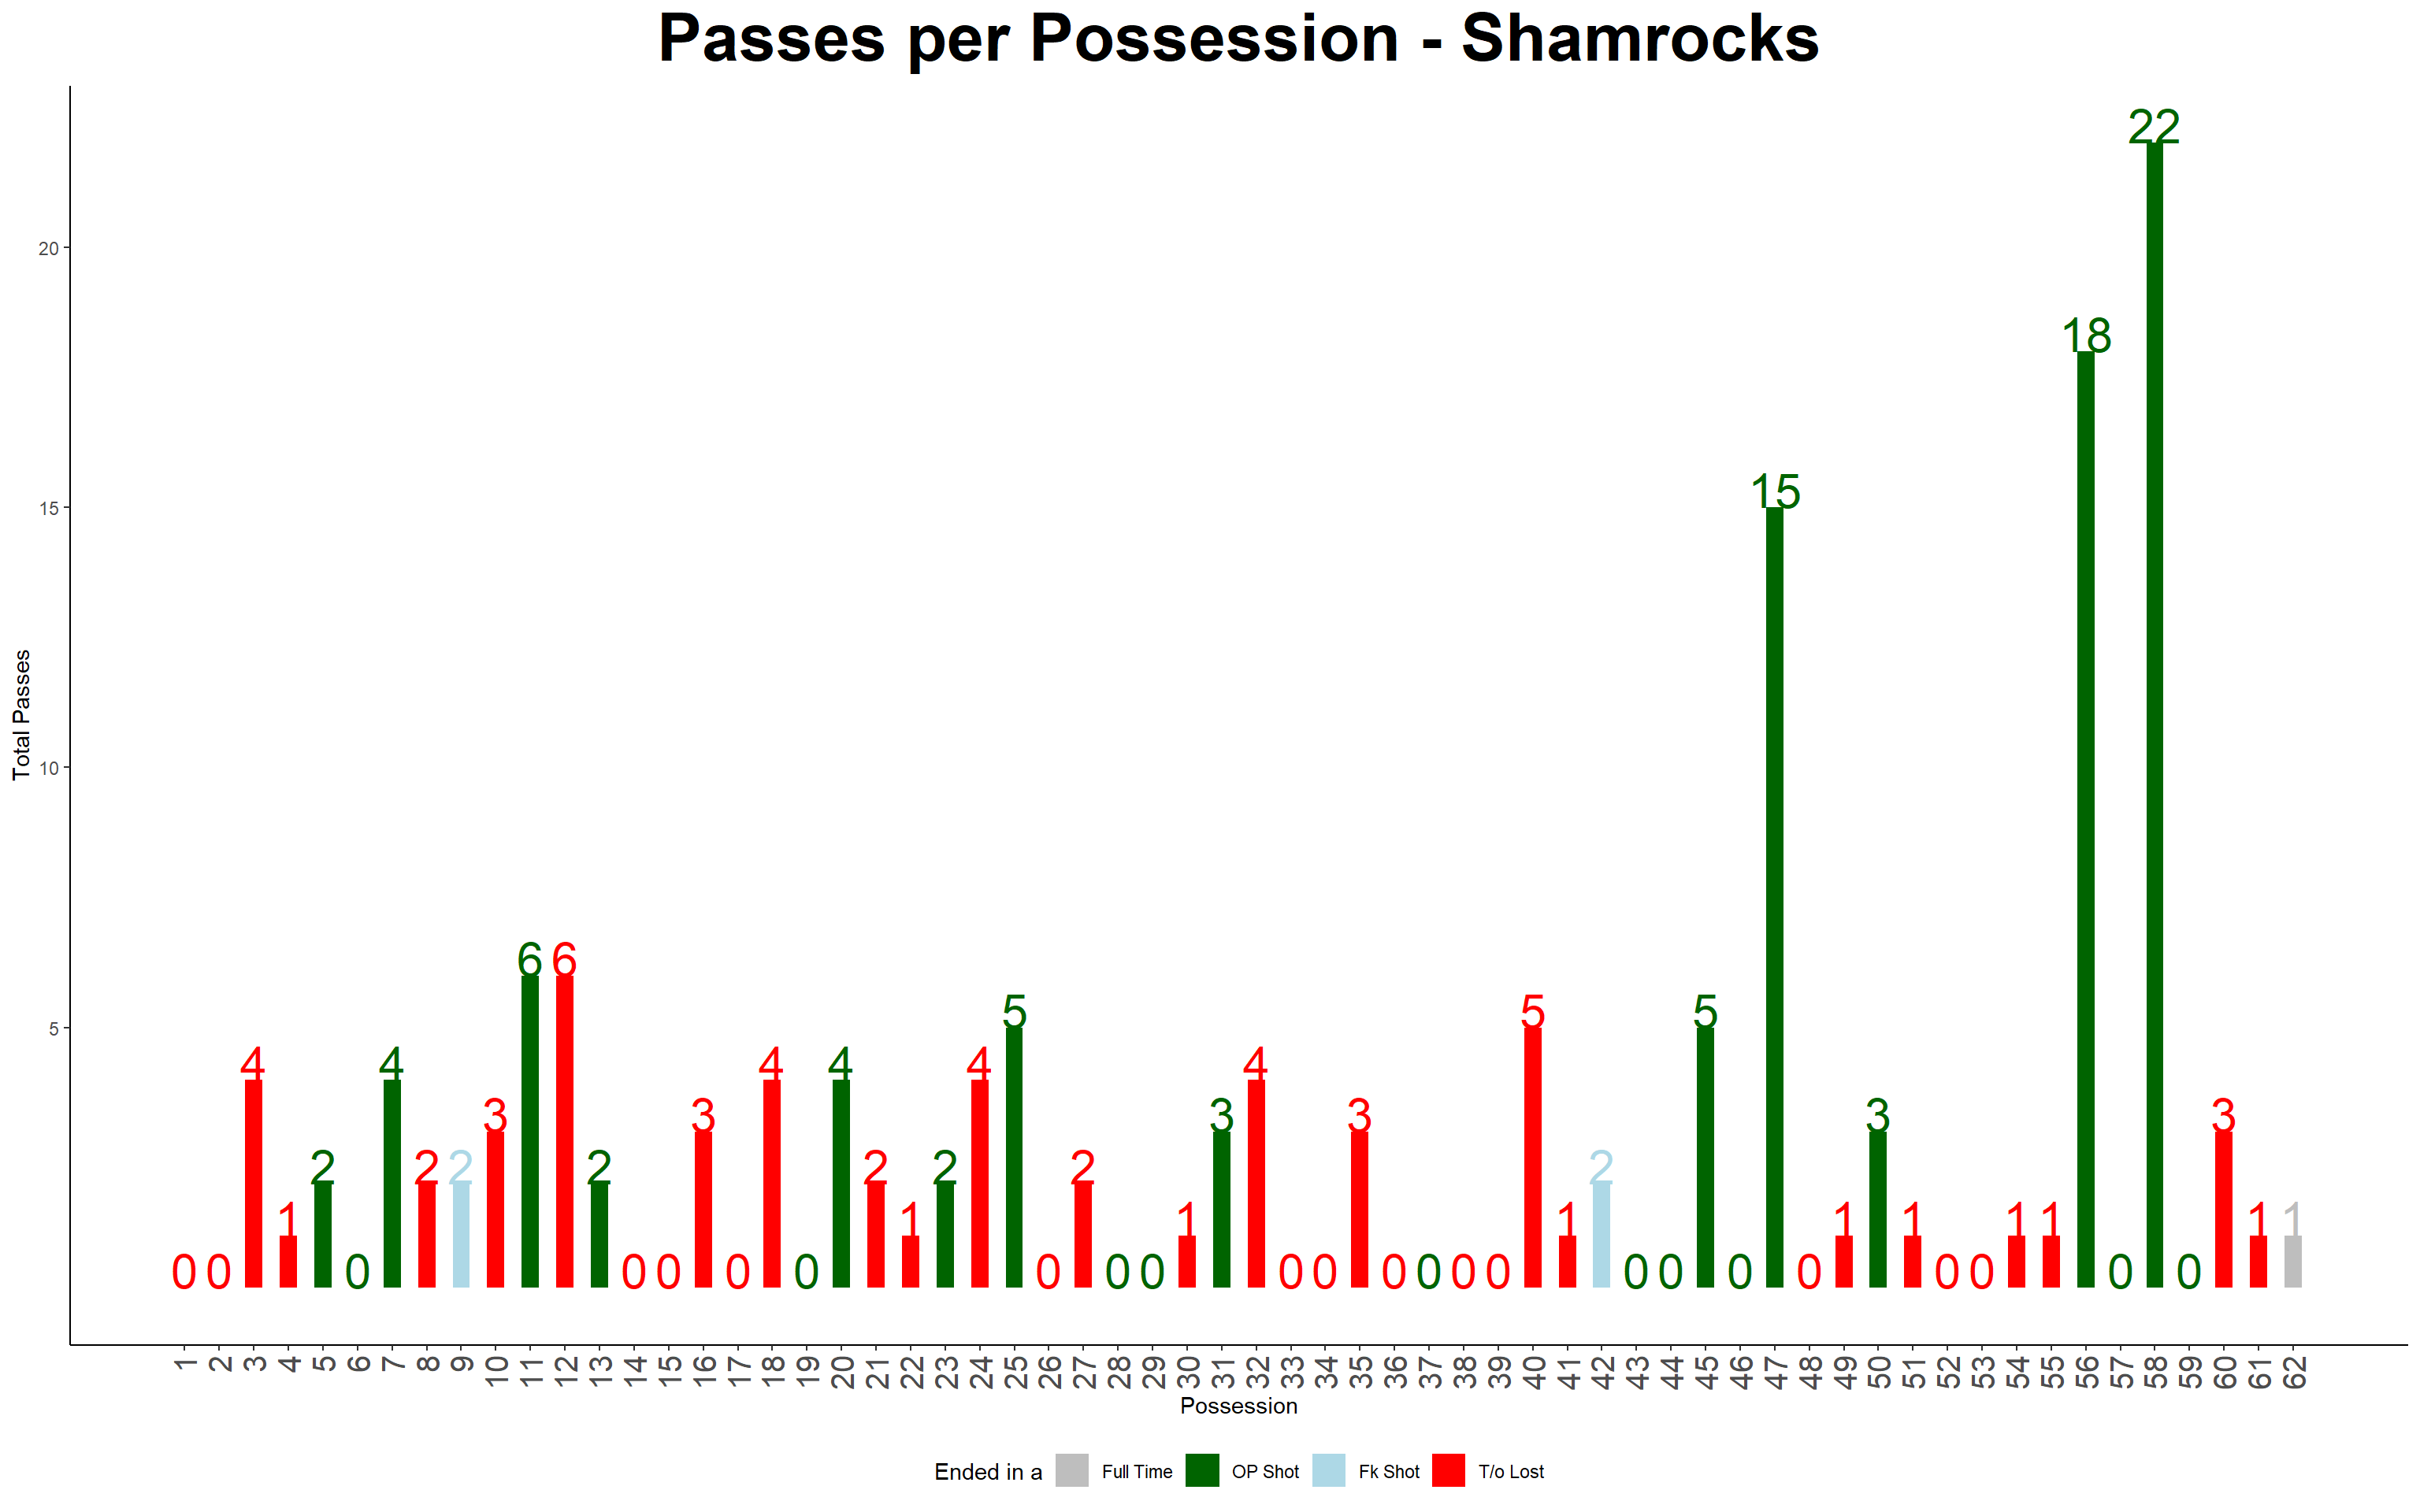 Passes per Possession - Shamrocks
Total Passes
20
15
10
5
0 0 4 1 2 0 4 2 2 3 6 6 2 0 0 3 0 4 0 4 2 1 2 4 5 0 2 0 0 1 3 4 0 0 3 0 0 0 0 5 1 2 0 0 5 0 15 0 1 3 1 0 0 1 1 18 0 22 0 3 1 1
1 2 3 4 5 6 7 8 9 10 11 12 13 14 15 16 17 18 19 20 21 22 23 24 25 26 27 28 29 30 31 32 33 34 35 36 37 38 39 40 41 42 43 44 45 46 47 48 49 50 51 52 53 54 55 56 57 58 59 60 61 62
Possession
Ended in a Full Time OP Shot Fk Shot T/o Lost